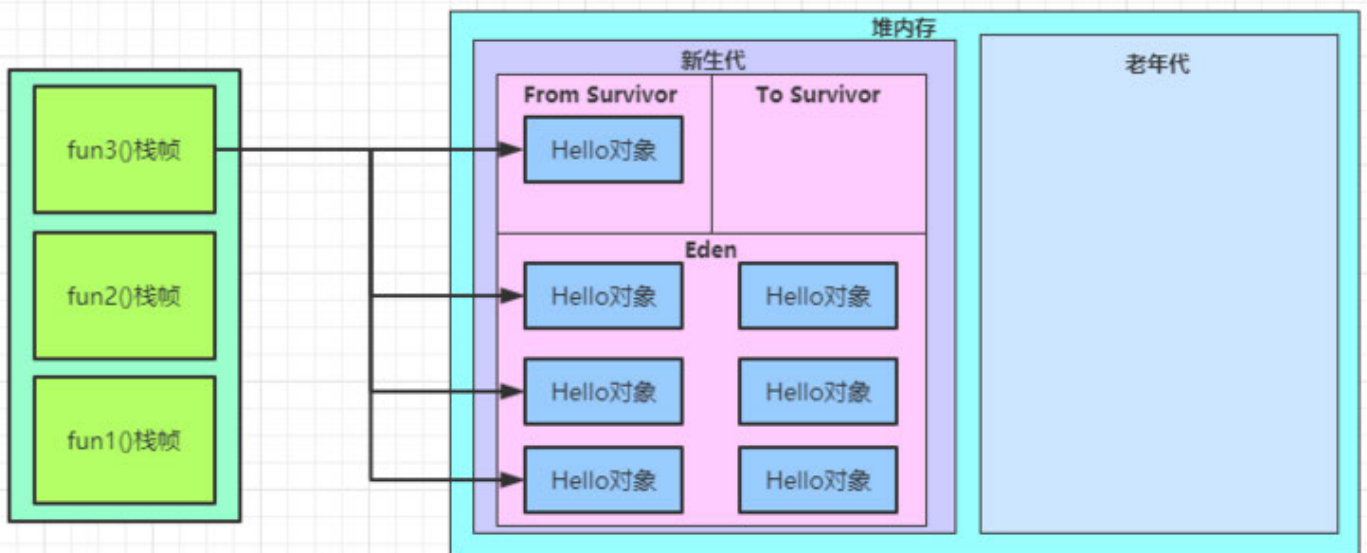 堆内存
新生代
老年代
From Survivor
To Survivor
fun3()栈帧
Hello对象
Eden
fun2()栈帧
Hello对象
Hello对象
Hello对象
Hello对象
fun1()栈帧
Hello对象
Hello对象